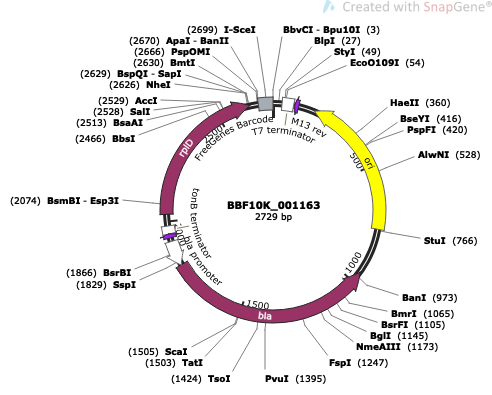 Created with SnapGene®
(2699) I-SceI
(2670) ApaI - BanII
(2666) PspOMI
(2630) BmtI
(2629) BspQI - SapI
(2626) NheI
(2529) AccI
(2528) SalI
(2513) BsaAI
(2466) BbsI
(2074) BsmBI - Esp3I
(1866) BsrBI
(1829) SspI
(1505) ScaI
(1503) TatI
(1424) TsoI
BbvCI - Bpu10I (3)
BlpI (27)
StyI (49)
EcoO109I (54)
HaeII (360)
BseYI (416)
PspFI (420)
AlwNI (528)
StuI (766)
BanI (973)
BmrI (1065)
BsrFI (1105)
BglI (1145)
NmeAIII (1173)
FspI (1247)
PvuI (1395)
FreeGenes Barcode
T7 terminator
M13 rev
ori
500
1000
1500
bla
bla promoter
tonB terminator
rplD
BBF10K_001163
2729 bp